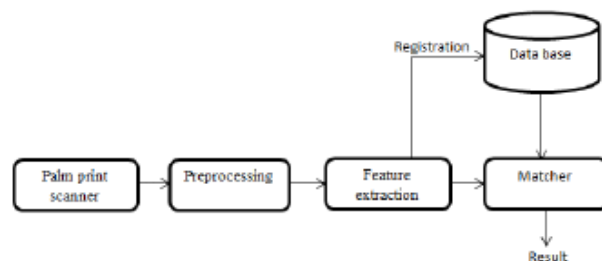 Registration
Data base
Palm print
scanner
Preprocessing
Feature
extraction
Matcher
Result